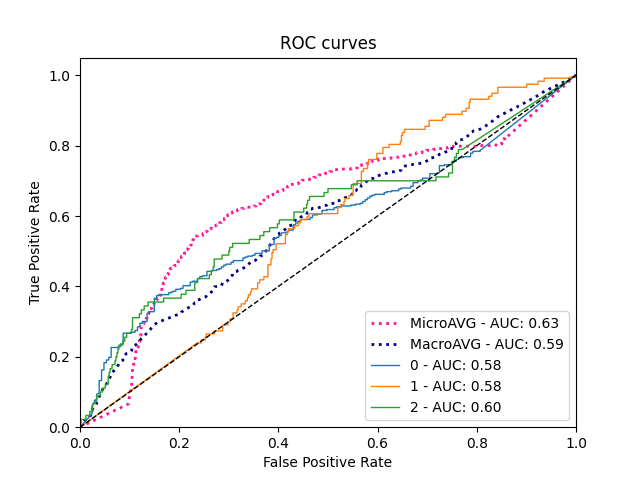 ROC curves
True Positive Rate
1.0
0.8
0.6
0.4
0.2
0.0
MicroAVG - AUC: 0.63
MacroAVG - AUC: 0.59
0 - AUC: 0.58
1 - AUC: 0.58
2 - AUC: 0.60
0.0 0.2 0.4 0.6 0.8 1.0
False Positive Rate